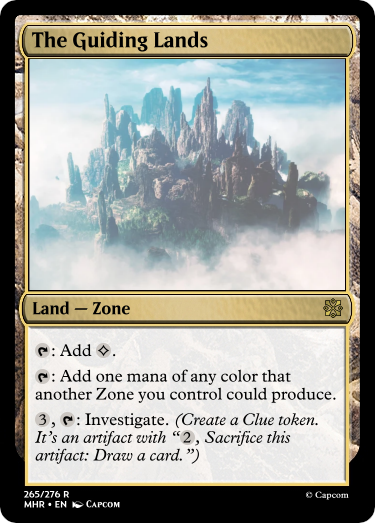 The Guiding Lands
Land — Zone
: Add .
: Add one mana of any color that
another Zone you control could produce.
3, : Investigate. (Create a Clue token.
It's an artifact with “2, Sacrifice this
artifact: Draw a card.”)
265/276 R
MHR • EN CAPCOM
© Capcom